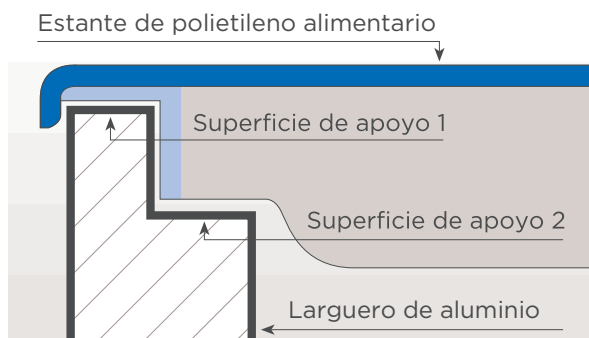 Estante de polietileno alimentario
Superficie de apoyo 1
Superficie de apoyo 2
Larguero de aluminio